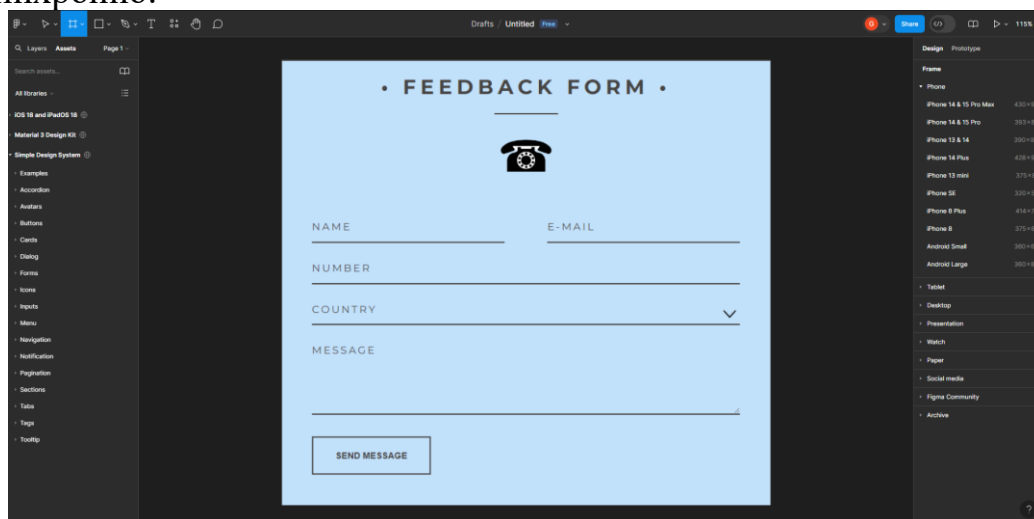 Drafts / Untitled Free
G
Share
115%
Layers Assets Page 1
Search assets...
All libraries
iOS 18 and iPadOS 18
Material 3 Design Kit
Simple Design System
Examples
Accordion
Avatars
Buttons
Cards
Dialog
Forms
Icons
Inputs
Menu
Navigation
Notification
Pagination
Sections
Tabs
Tags
Tooltip
• FEEDBACK FORM •
NAME E-MAIL
NUMBER
COUNTRY
MESSAGE
SEND MESSAGE
Design Prototype
Frame
Phone
iPhone 14 & 15 Pro Max
iPhone 14 & 15 Pro
iPhone 13 & 14
iPhone 14 Plus
iPhone 13 mini
iPhone SE
iPhone 8 Plus
iPhone 8
Android Small
Android Large
Tablet
Desktop
Presentation
Watch
Paper
Social media
Figma Community
Archive
?